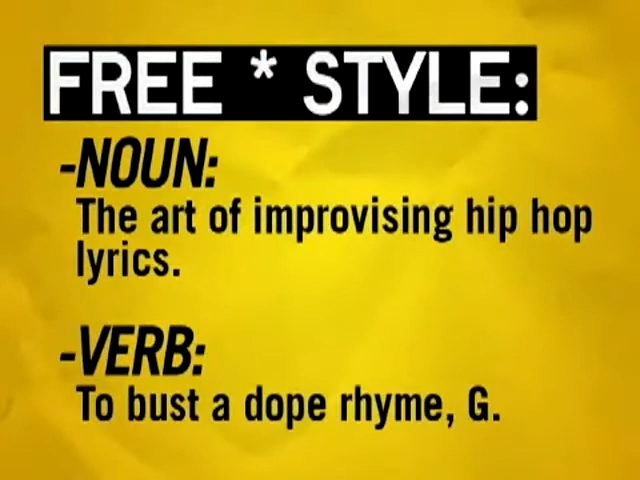 FREE * STYLE:
-NOUN:
The art of improvising hip hop
lyrics.
-VERB:
To bust a dope rhyme, G.